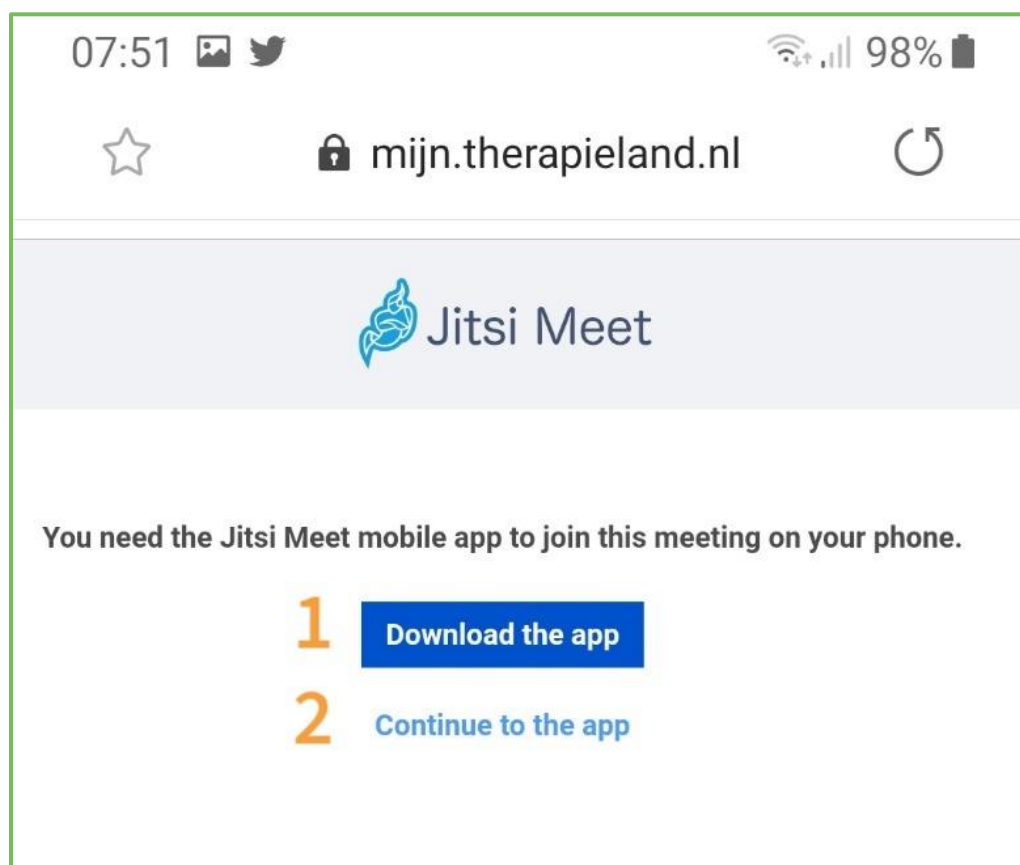 07:51 98%
mijn.therapieland.nl
Jitsi Meet
You need the Jitsi Meet mobile app to join this meeting on your phone.
1 Download the app
2 Continue to the app